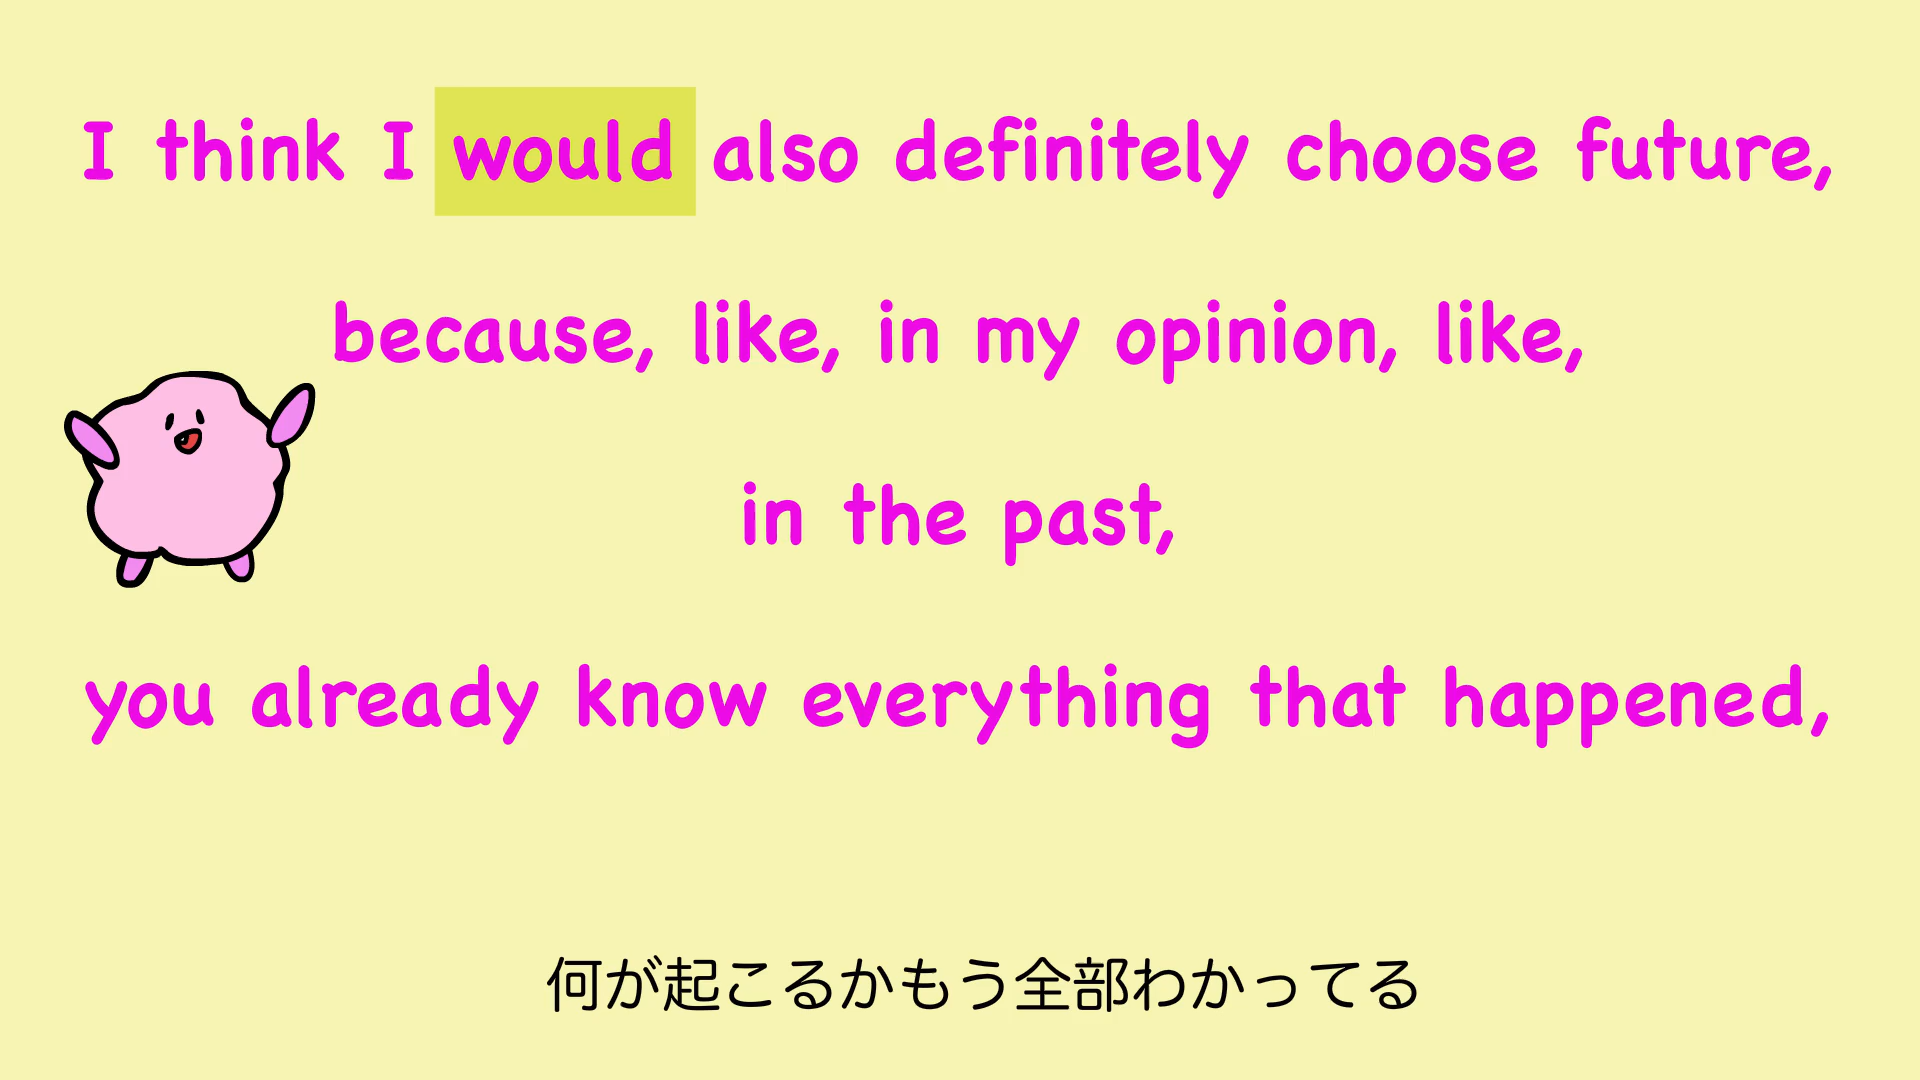 I think I would also definitely choose future,
because, like, in my opinion, like,
in the past,
you already know everything that happened,
何が起こるかもう全部わかってる